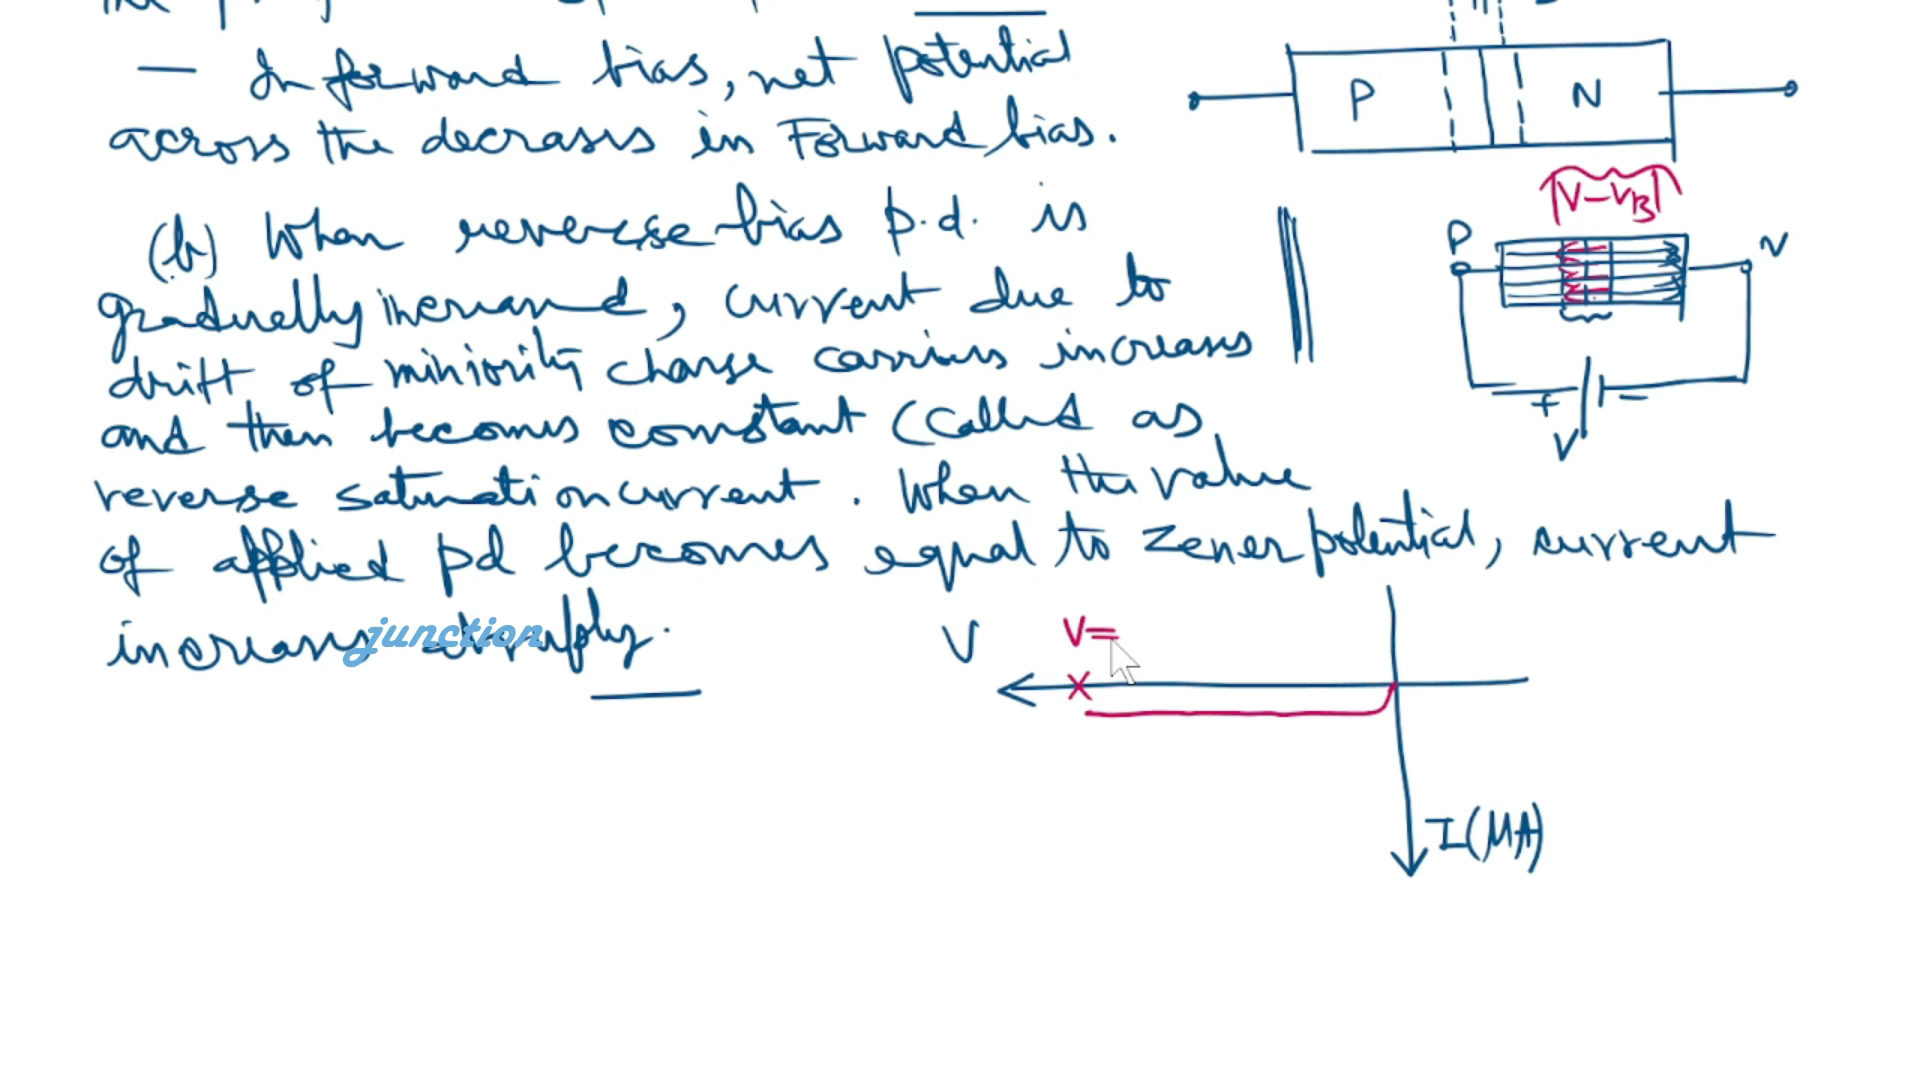 — In forward bias, net potential
across the decrases in Forward bias.
P
N
|V-VB|
(b) When reverse-bias p.d. is
P
N
gradually increased, current due to
drift of minority charge carriers increases
+ -
V
and then becomes constant (called as
reverse saturation current. When the value
of applied pd becomes equal to Zener potential, current
increases abruptly.
junction
V
V=
I(MA)